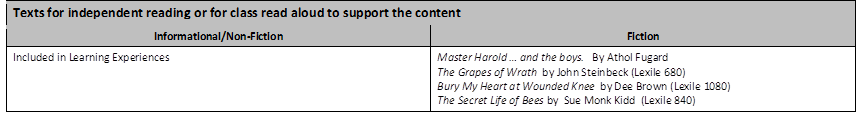 Texts for independent reading or for class read aloud to support the content
Informational/Non-Fiction
Fiction
Included in Learning Experiences
Master Harold ... and the boys. By Athol Fugard
The Grapes of Wrath by John Steinbeck (Lexile 680)
Bury My Heart at Wounded Knee by Dee Brown (Lexile 1080)
The Secret Life of Bees by Sue Monk Kidd (Lexile 840)